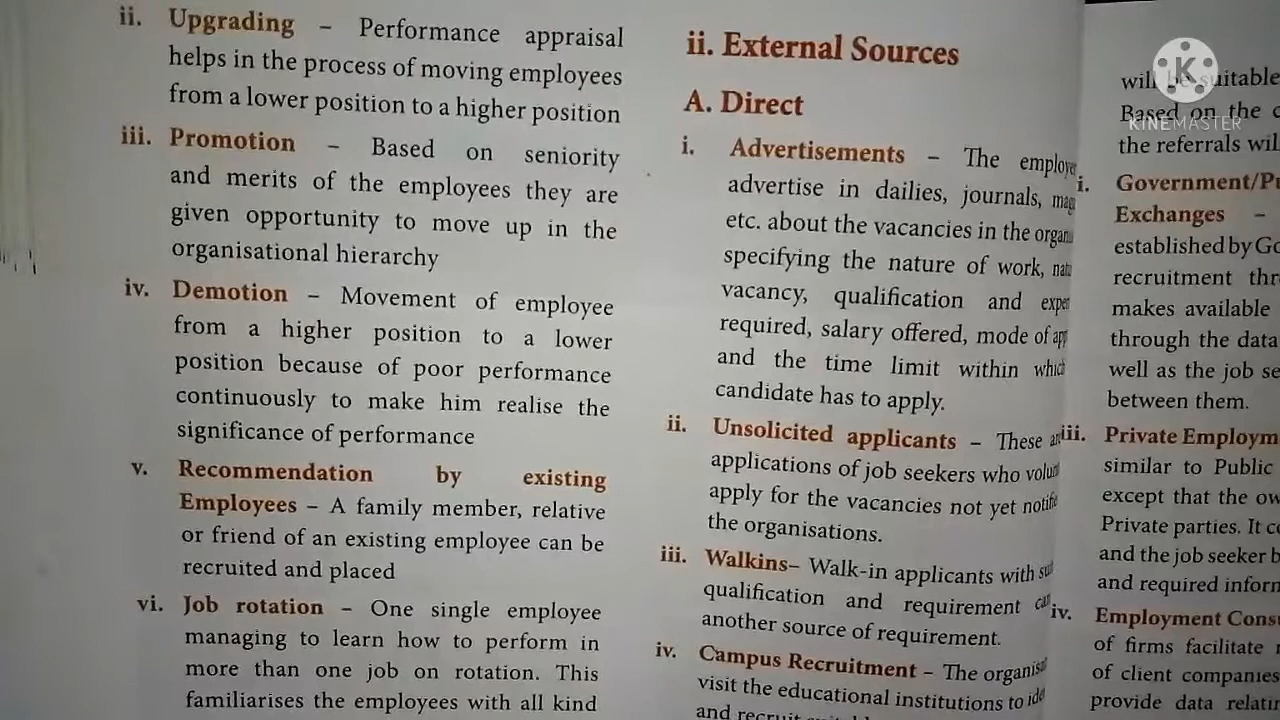 ii. Upgrading – Performance appraisal
helps in the process of moving employees
from a lower position to a higher position
iii. Promotion – Based on seniority
and merits of the employees they are
given opportunity to move up in the
organisational hierarchy
iv. Demotion – Movement of employee
from a higher position to a lower
position because of poor performance
continuously to make him realise the
significance of performance
v. Recommendation by existing
Employees – A family member, relative
or friend of an existing employee can be
recruited and placed
vi. Job rotation – One single employee
managing to learn how to perform in
more than one job on rotation. This
familiarises the employees with all kind
ii. External Sources
A. Direct
i. Advertisements – The
advertise in dailies, journals,
etc. about the vacancies in the
specifying the nature of work,
vacancy, qualification and
required, salary offered, mode of
and the time limit within which
candidate has to apply.
ii. Unsolicited applicants – These
applications of job seekers who
apply for the vacancies not yet
the organisations.
iii. Walkins– Walk-in applicants with
qualification and requirement
another source of requirement.
iv. Campus Recruitment – The
visit the educational institutions to
and
will be suitable
Based on the
the referrals
i. Government/
Exchanges –
established by
recruitment
makes available
through the data
well as the job
between them.
iii. Private
similar to Public
except that the
Private parties. It
and the job seeker
and required
iv. Employment
of firms facilitate
of client companies
provide data
KINEMASTER